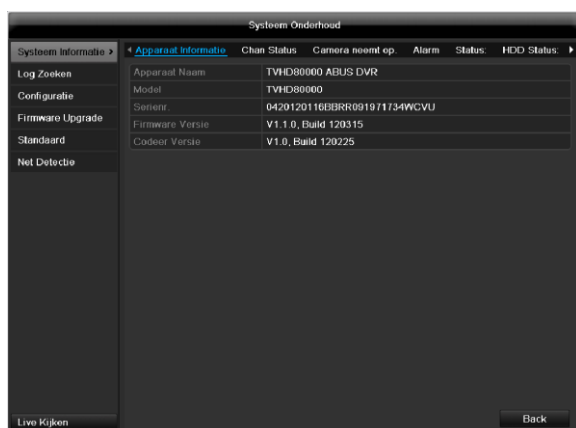 Systeem Onderhoud
Systeem Informatie
Apparaat Informatie Chan Status Camera neemt op. Alarm Status: HDD Status:
Log Zoeken
Configuratie
Firmware Upgrade
Standaard
Net Detectie
Apparaat Naam TVHD80000 ABUS DVR
Model TVHD80000
Serienr. 0420120116BBRR091971734WCVU
Firmware Versie V1.1.0, Build 120315
Codeer Versie V1.0, Build 120225
Live Kijken
Back